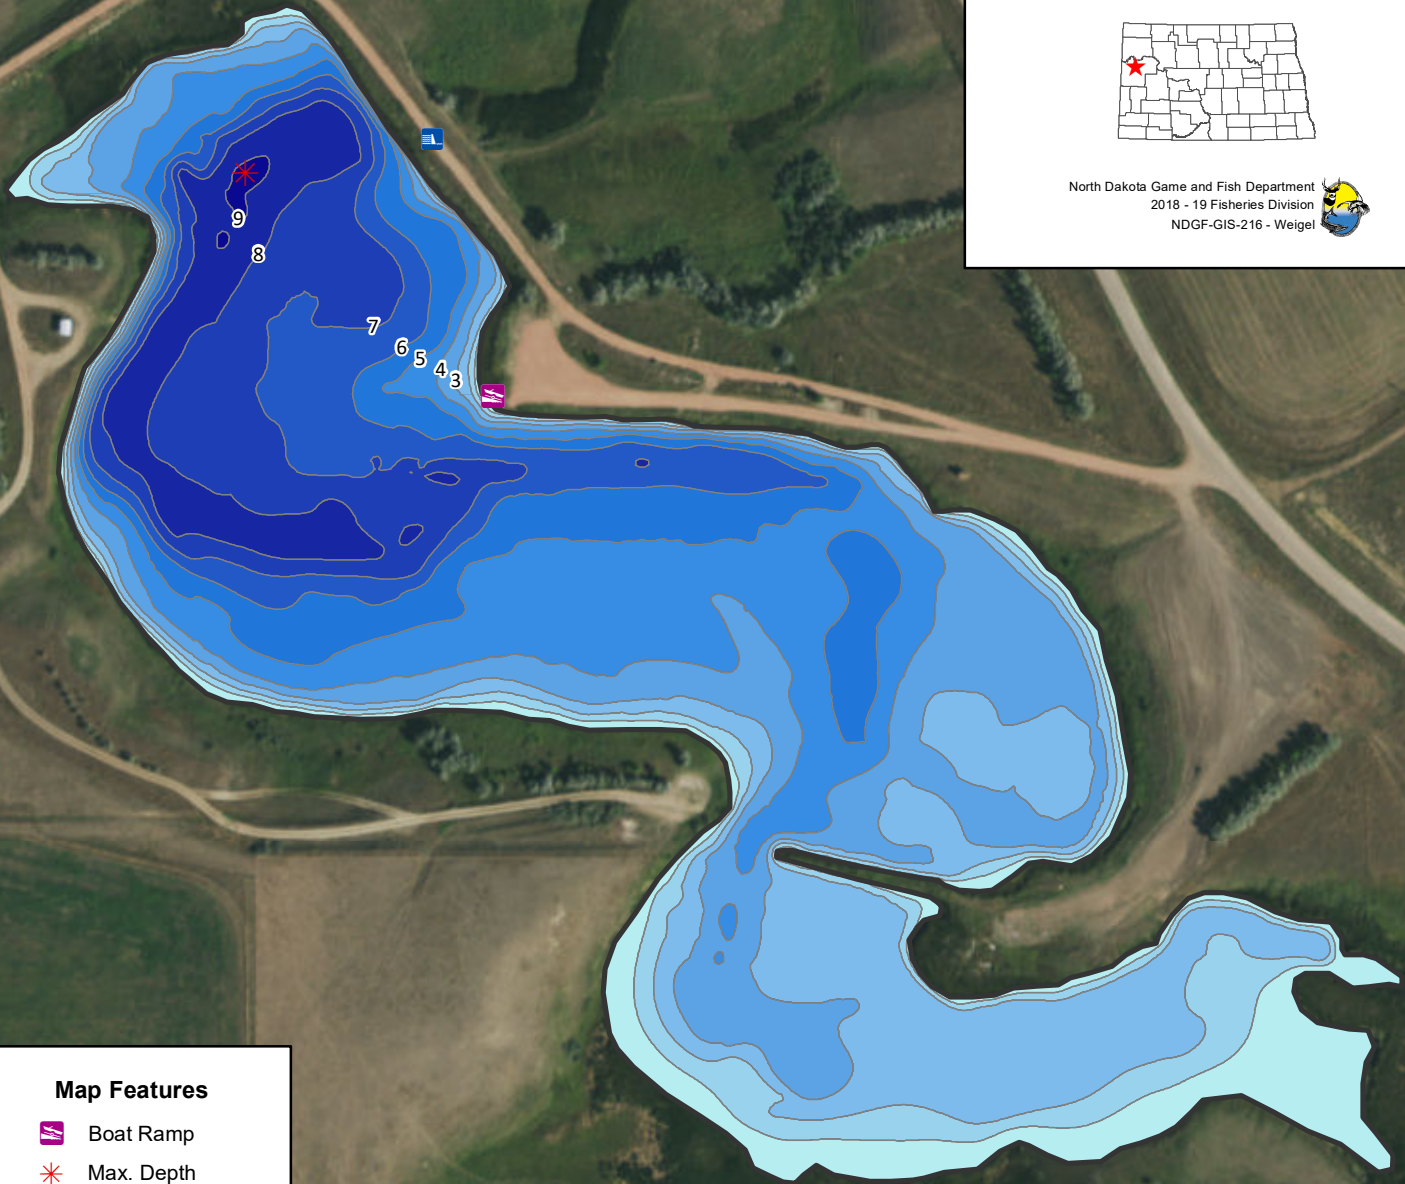 North Dakota Game and Fish Department
2018 - 19 Fisheries Division
NDGF-GIS-216 - Weigel
9
8
7
6
5
4
3
Map Features
Boat Ramp
Max. Depth